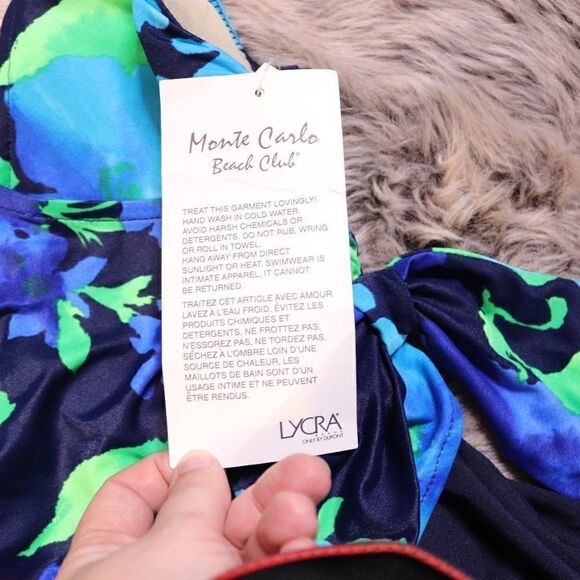 Monte Carlo
Beach Club®
TREAT THIS GARMENT LOVINGLY!
HAND WASH IN COLD WATER.
AVOID HARSH CHEMICALS OR
DETERGENTS. DO NOT RUB, WRING
OR ROLL IN TOWEL.
HANG AWAY FROM DIRECT
SUNLIGHT OR HEAT. SWIMWEAR IS
INTIMATE APPAREL, IT CANNOT
BE RETURNED.
TRAITEZ CET ARTICLE AVEC AMOUR.
LAVEZ À L'EAU FROID. ÉVITEZ LES
PRODUITS CHIMIQUES ET
DETERGENTS. NE FROTTEZ PAS.
N'ESSOREZ PAS, NE TORDEZ PAS.
SÉCHEZ À L'OMBRE LOIN D'UNE
SOURCE DE CHALEUR, LES
MAILLOTS DE BAIN SONT D'UN
USAGE INTIME ET NE PEUVENT
ÊTRE RENDUS.
LYCRA®
ONLY BY DUPONT